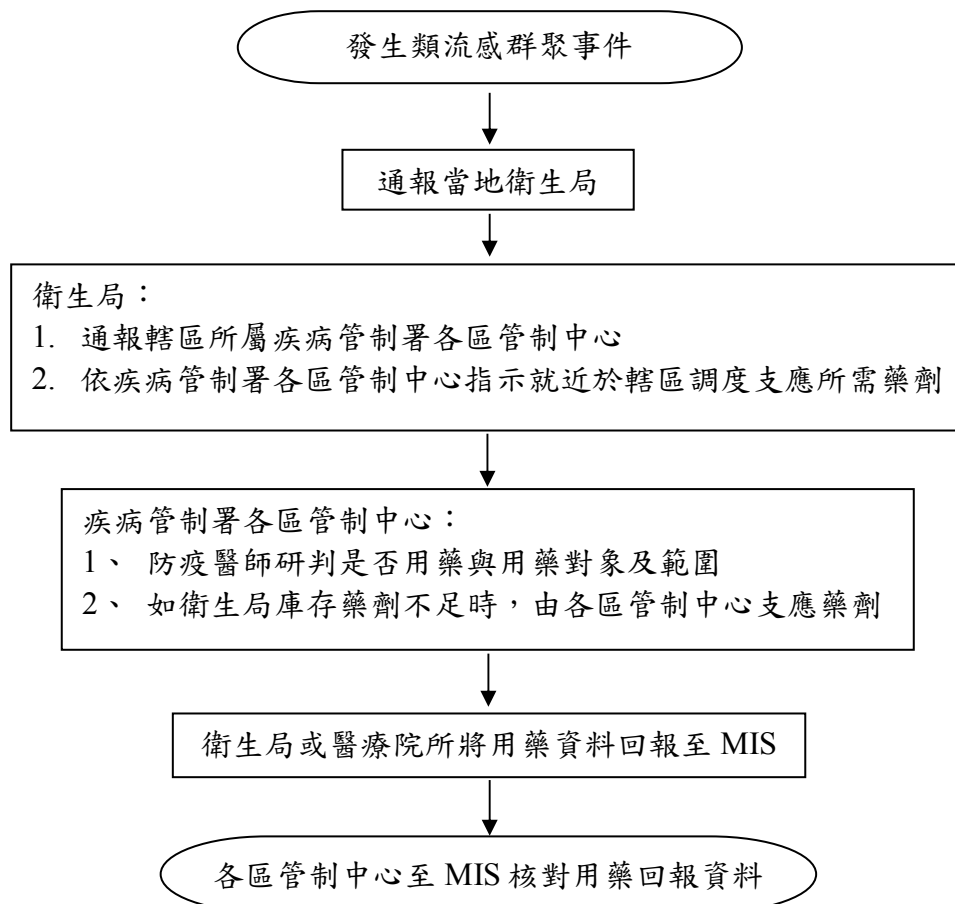 發生類流感群聚事件
通報當地衛生局
衛生局：
1. 通報轄區所屬疾病管制署各區管制中心
2. 依疾病管制署各區管制中心指示就近於轄區調度支應所需藥劑
疾病管制署各區管制中心：
1、 防疫醫師研判是否用藥與用藥對象及範圍
2、 如衛生局庫存藥劑不足時，由各區管制中心支應藥劑
衛生局或醫療院所將用藥資料回報至 MIS
各區管制中心至 MIS 核對用藥回報資料